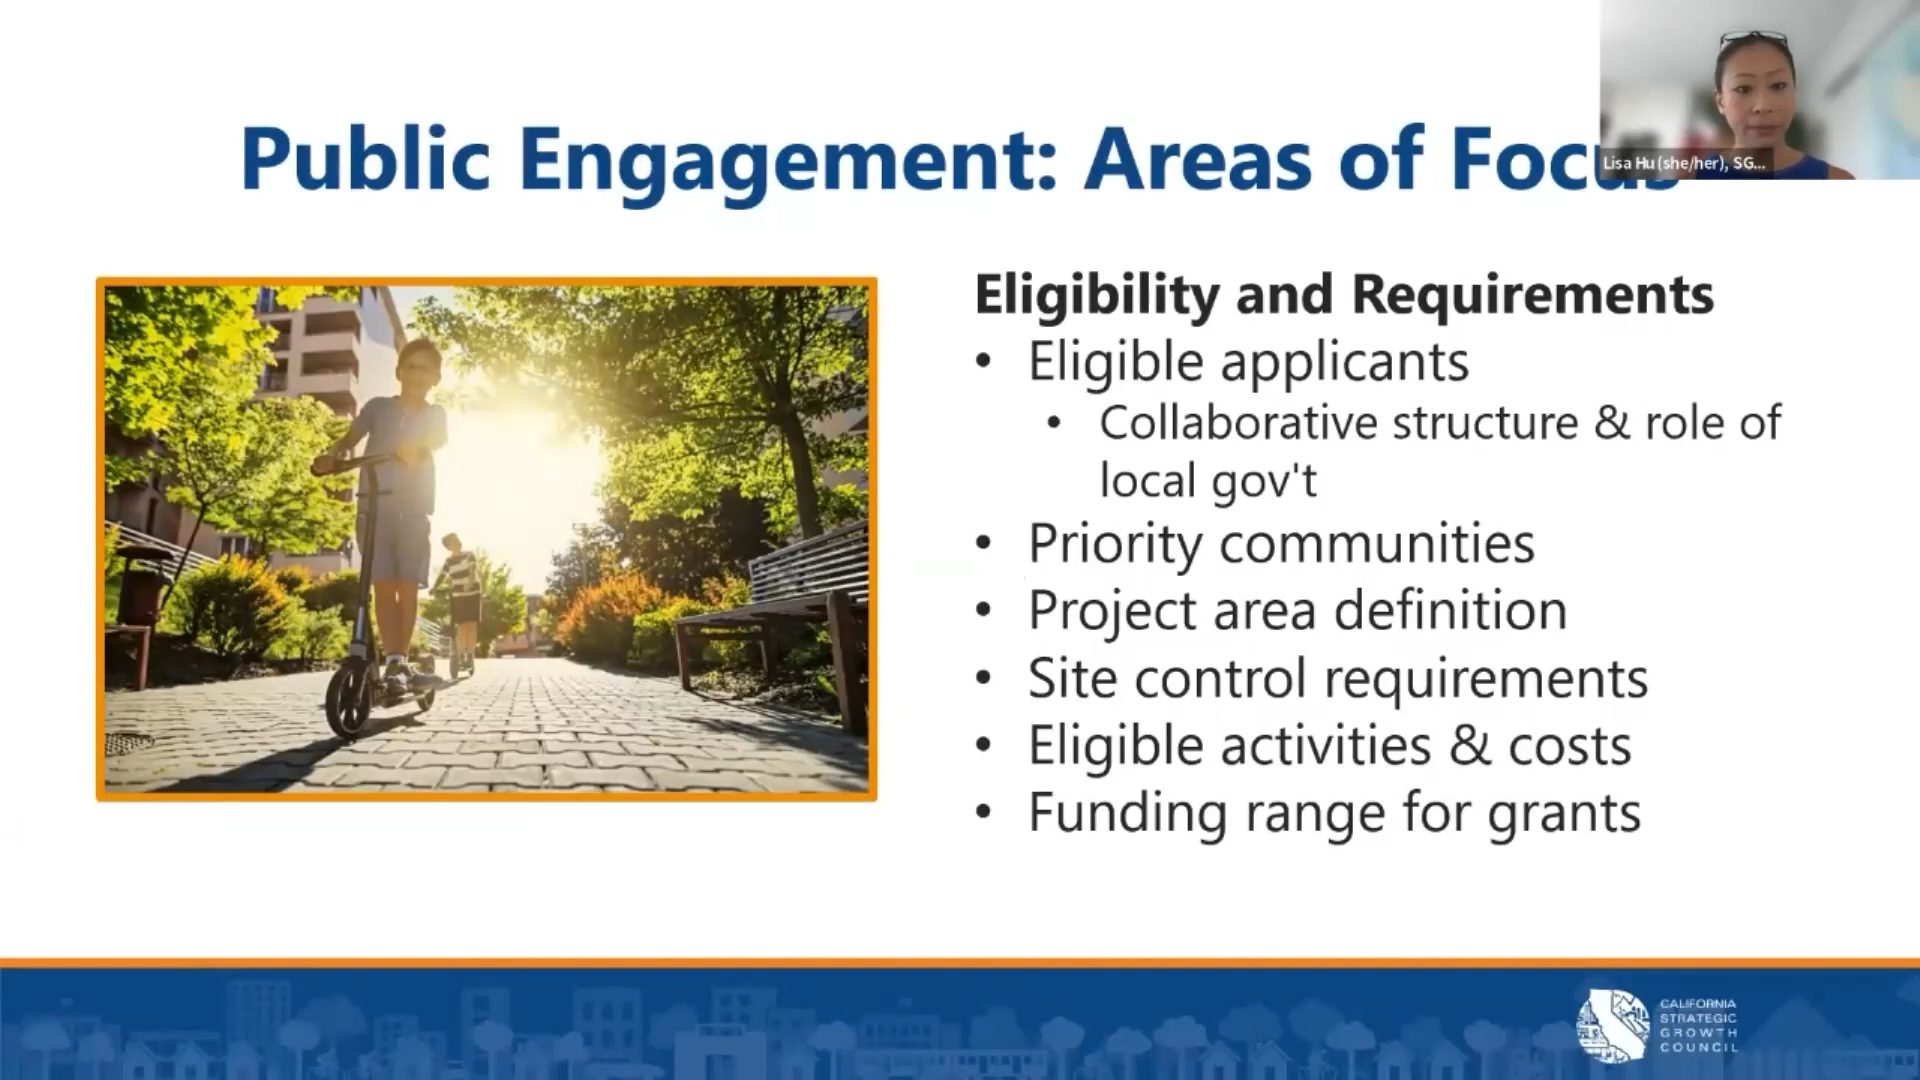 Public Engagement: Areas of Focus
Lisa Hu (she/her), SG...
Eligibility and Requirements
• Eligible applicants
• Collaborative structure & role of
local gov't
• Priority communities
• Project area definition
• Site control requirements
• Eligible activities & costs
• Funding range for grants
CALIFORNIA
STRATEGIC
GROWTH
COUNCIL